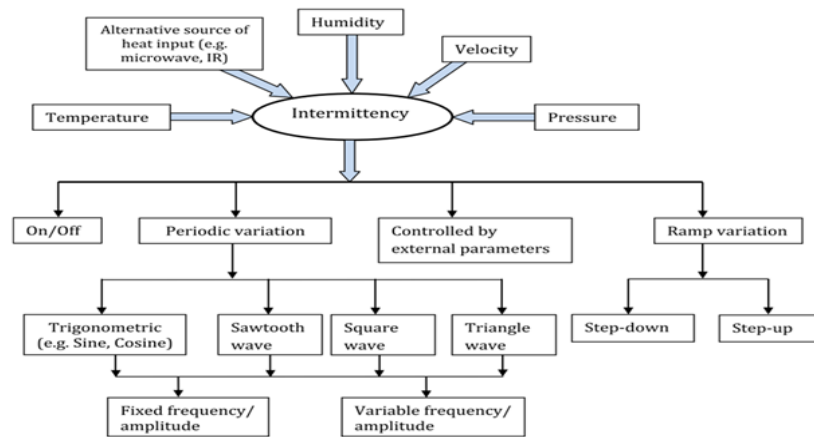 Alternative source of
heat input (e.g.
microwave, IR)
Humidity
Velocity
Temperature
Intermittency
Pressure
On/Off
Periodic variation
Controlled by
external parameters
Ramp variation
Trigonometric
(e.g. Sine, Cosine)
Sawtooth
wave
Square
wave
Triangle
wave
Step-down
Step-up
Fixed frequency/
amplitude
Variable frequency/
amplitude